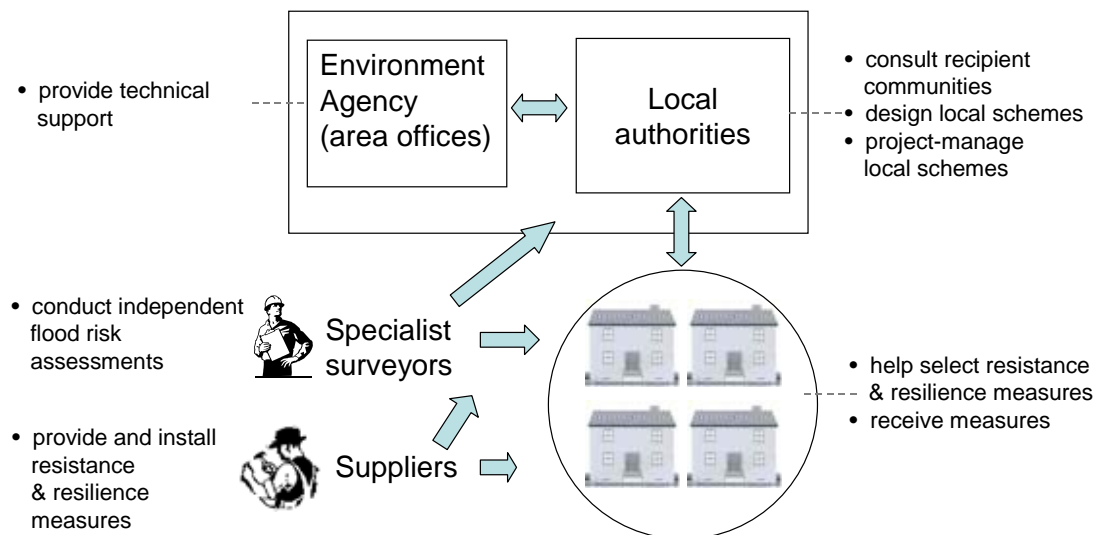 • provide technical
support
Environment
Agency
(area offices)
Local
authorities
• consult recipient
communities
• design local schemes
• project-manage
local schemes
• conduct independent
flood risk
assessments
Specialist
surveyors
• help select resistance
& resilience measures
• receive measures
• provide and install
resistance
& resilience
measures
Suppliers